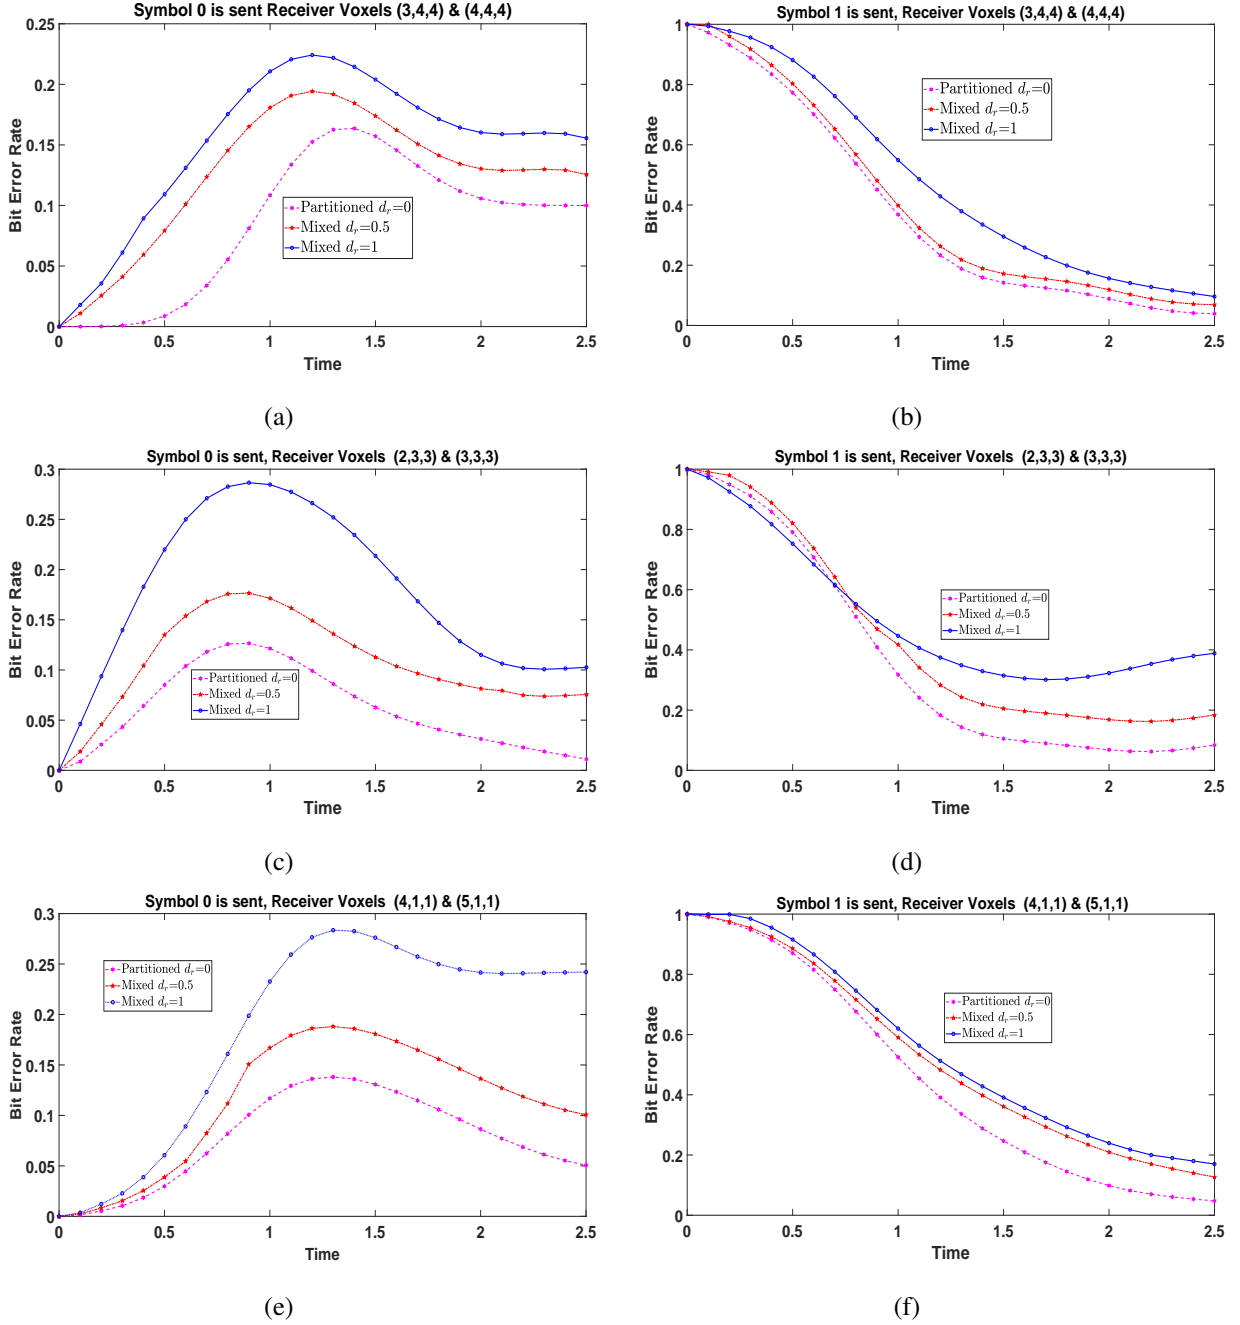 Symbol 0 is sent Receiver Voxels (3,4,4) & (4,4,4)
0.25
0.2
0.15
0.1
0.05
0
Bit Error Rate
Partitioned d_r=0
Mixed d_r=0.5
Mixed d_r=1
0 0.5 1 1.5 2 2.5
Time
(a)
Symbol 1 is sent, Receiver Voxels (3,4,4) & (4,4,4)
1
0.8
0.6
0.4
0.2
0
Bit Error Rate
Partitioned d_r=0
Mixed d_r=0.5
Mixed d_r=1
0 0.5 1 1.5 2 2.5
Time
(b)
Symbol 0 is sent, Receiver Voxels (2,3,3) & (3,3,3)
0.3
0.25
0.2
0.15
0.1
0.05
0
Bit Error Rate
Partitioned d_r=0
Mixed d_r=0.5
Mixed d_r=1
0 0.5 1 1.5 2 2.5
Time
(c)
Symbol 1 is sent, Receiver Voxels (2,3,3) & (3,3,3)
1
0.8
0.6
0.4
0.2
0
Bit Error Rate
Partitioned d_r=0
Mixed d_r=0.5
Mixed d_r=1
0 0.5 1 1.5 2 2.5
Time
(d)
Symbol 0 is sent, Receiver Voxels (4,1,1) & (5,1,1)
0.3
0.25
0.2
0.15
0.1
0.05
0
Bit Error Rate
Partitioned d_r=0
Mixed d_r=0.5
Mixed d_r=1
0 0.5 1 1.5 2 2.5
Time
(e)
Symbol 1 is sent, Receiver Voxels (4,1,1) & (5,1,1)
1
0.8
0.6
0.4
0.2
0
Bit Error Rate
Partitioned d_r=0
Mixed d_r=0.5
Mixed d_r=1
0 0.5 1 1.5 2 2.5
Time
(f)